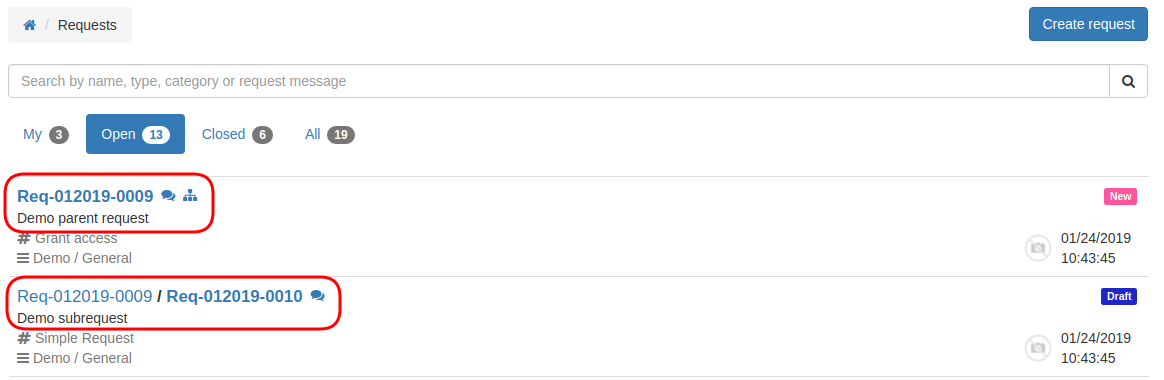 / Requests
Create request
Search by name, type, category or request message
My 3 Open 13 Closed 6 All 19
Req-012019-0009
New
Demo parent request
# Grant access
01/24/2019
Demo / General
10:43:45
Req-012019-0009 / Req-012019-0010
Draft
Demo subrequest
# Simple Request
01/24/2019
Demo / General
10:43:45